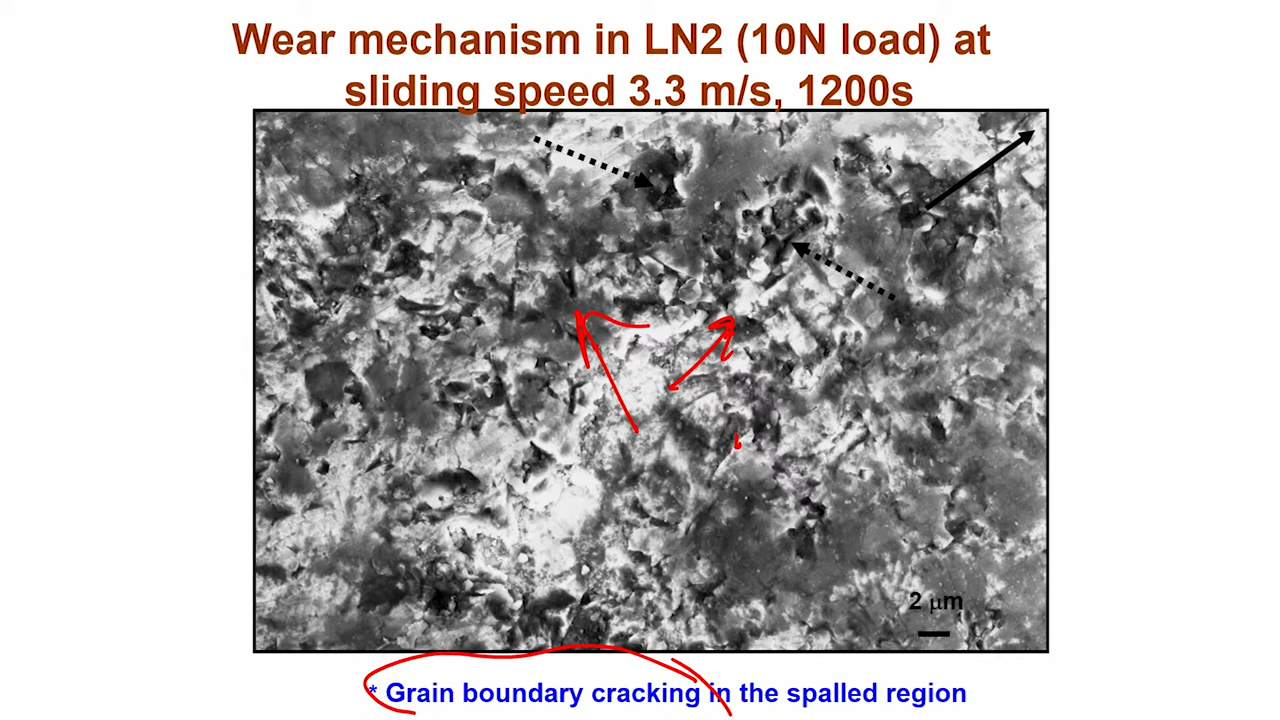 Wear mechanism in LN2 (10N load) at
sliding speed 3.3 m/s, 1200s
2 μm
* Grain boundary cracking in the spalled region